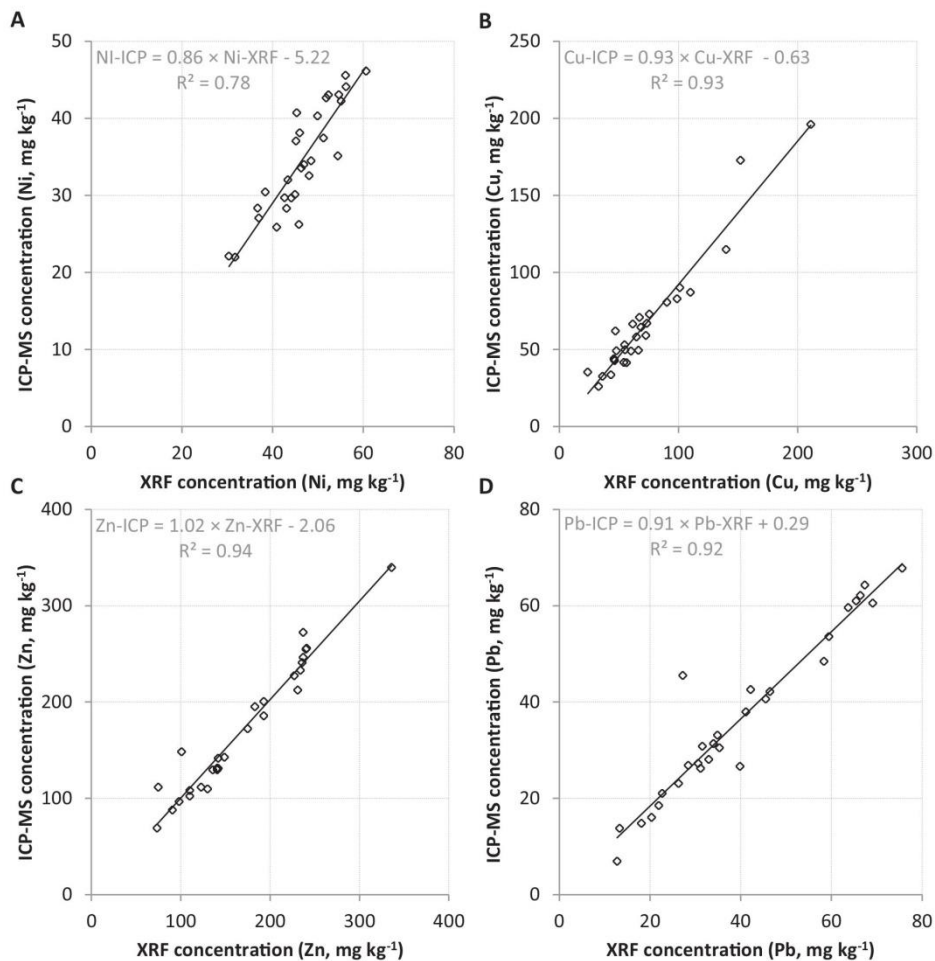 A
NI-ICP = 0.86 × Ni-XRF - 5.22
R² = 0.78
50
40
30
20
10
0
0 20 40 60 80
ICP-MS concentration (Ni, mg kg⁻¹)
XRF concentration (Ni, mg kg⁻¹)
B
Cu-ICP = 0.93 × Cu-XRF - 0.63
R² = 0.93
250
200
150
100
50
0
0 100 200 300
ICP-MS concentration (Cu, mg kg⁻¹)
XRF concentration (Cu, mg kg⁻¹)
C
Zn-ICP = 1.02 × Zn-XRF - 2.06
R² = 0.94
400
300
200
100
0
0 100 200 300 400
ICP-MS concentration (Zn, mg kg⁻¹)
XRF concentration (Zn, mg kg⁻¹)
D
Pb-ICP = 0.91 × Pb-XRF + 0.29
R² = 0.92
80
60
40
20
0
0 20 40 60 80
ICP-MS concentration (Pb, mg kg⁻¹)
XRF concentration (Pb, mg kg⁻¹)